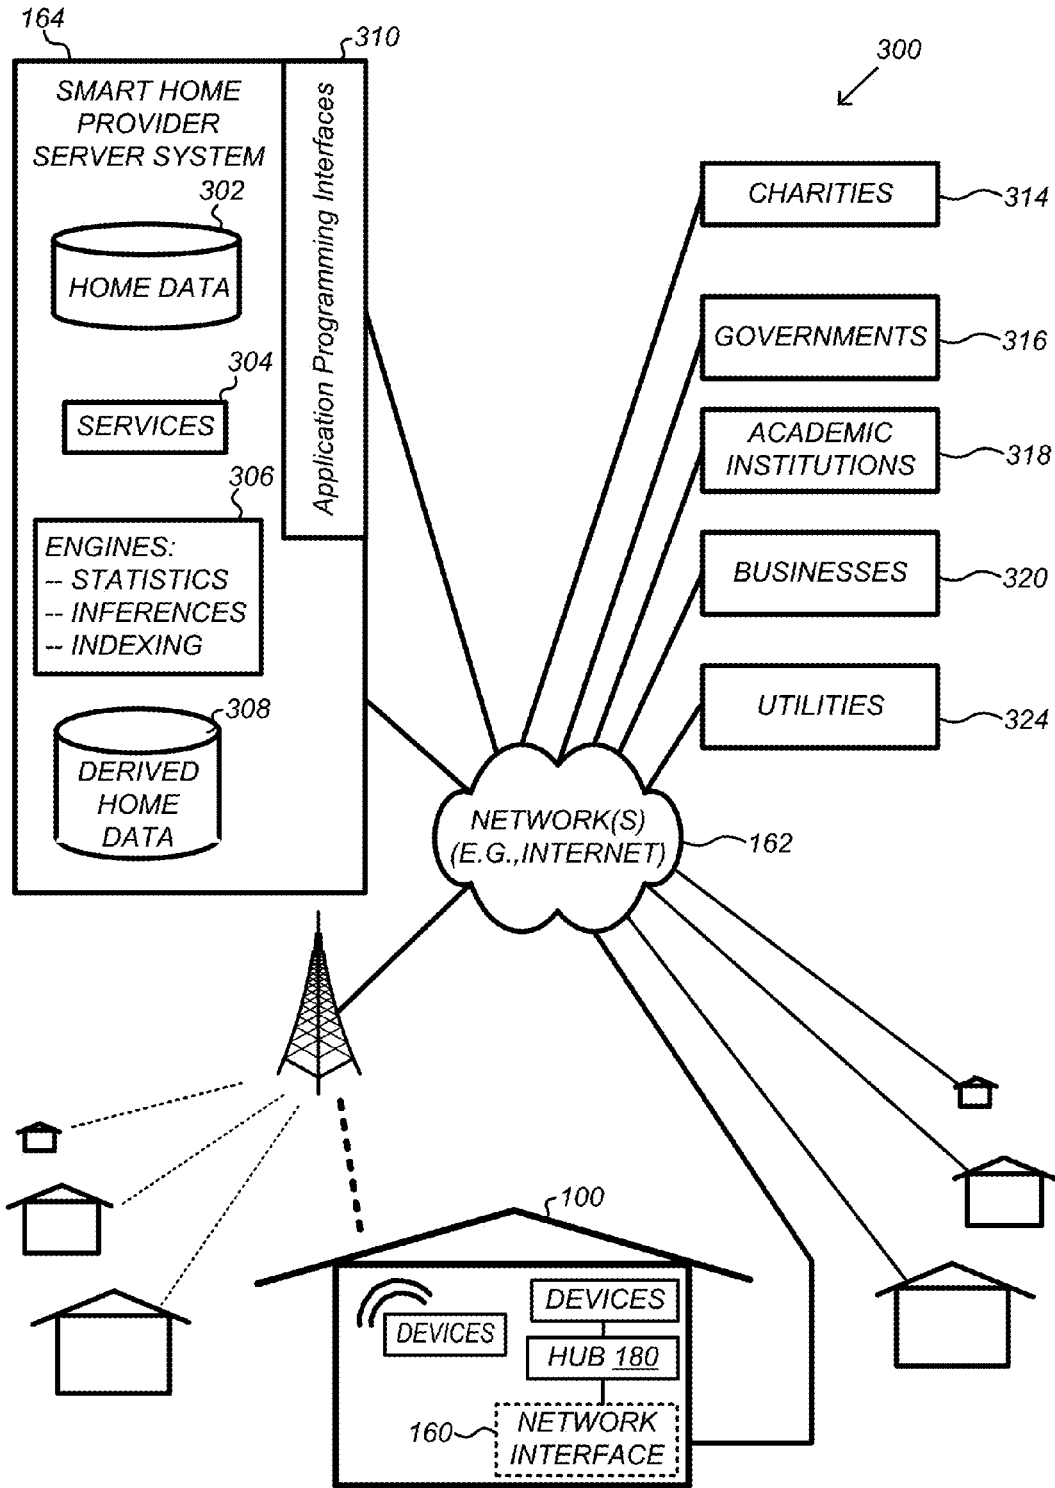 164
310
300
SMART HOME
PROVIDER
SERVER SYSTEM
Application Programming Interfaces
302
HOME DATA
304
SERVICES
306
ENGINES:
-- STATISTICS
-- INFERENCES
-- INDEXING
308
DERIVED
HOME
DATA
CHARITIES
314
GOVERNMENTS
316
ACADEMIC
INSTITUTIONS
318
BUSINESSES
320
UTILITIES
324
NETWORK(S)
(E.G.,INTERNET)
162
100
DEVICES
DEVICES
HUB 180
160
NETWORK
INTERFACE